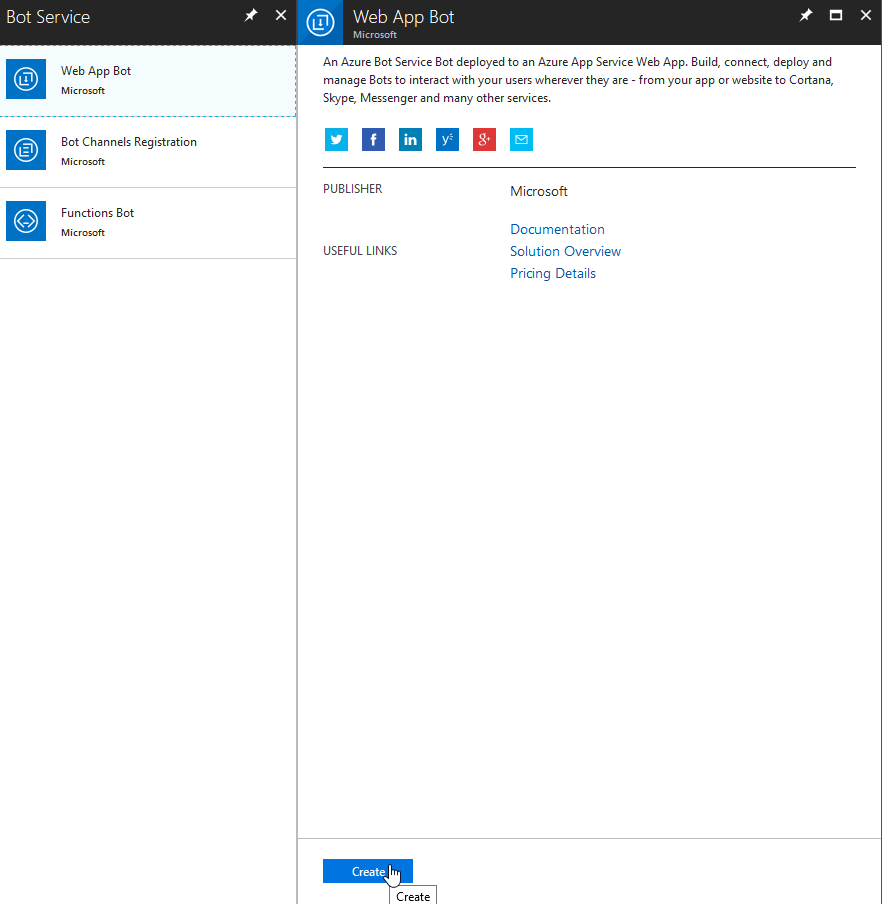 Bot Service
Web App Bot
Microsoft
Bot Channels Registration
Microsoft
Functions Bot
Microsoft
Web App Bot
Microsoft
An Azure Bot Service Bot deployed to an Azure App Service Web App. Build, connect, deploy and
manage Bots to interact with your users wherever they are - from your app or website to Cortana,
Skype, Messenger and many other services.
PUBLISHER
Microsoft
USEFUL LINKS
Documentation
Solution Overview
Pricing Details
Create
Create